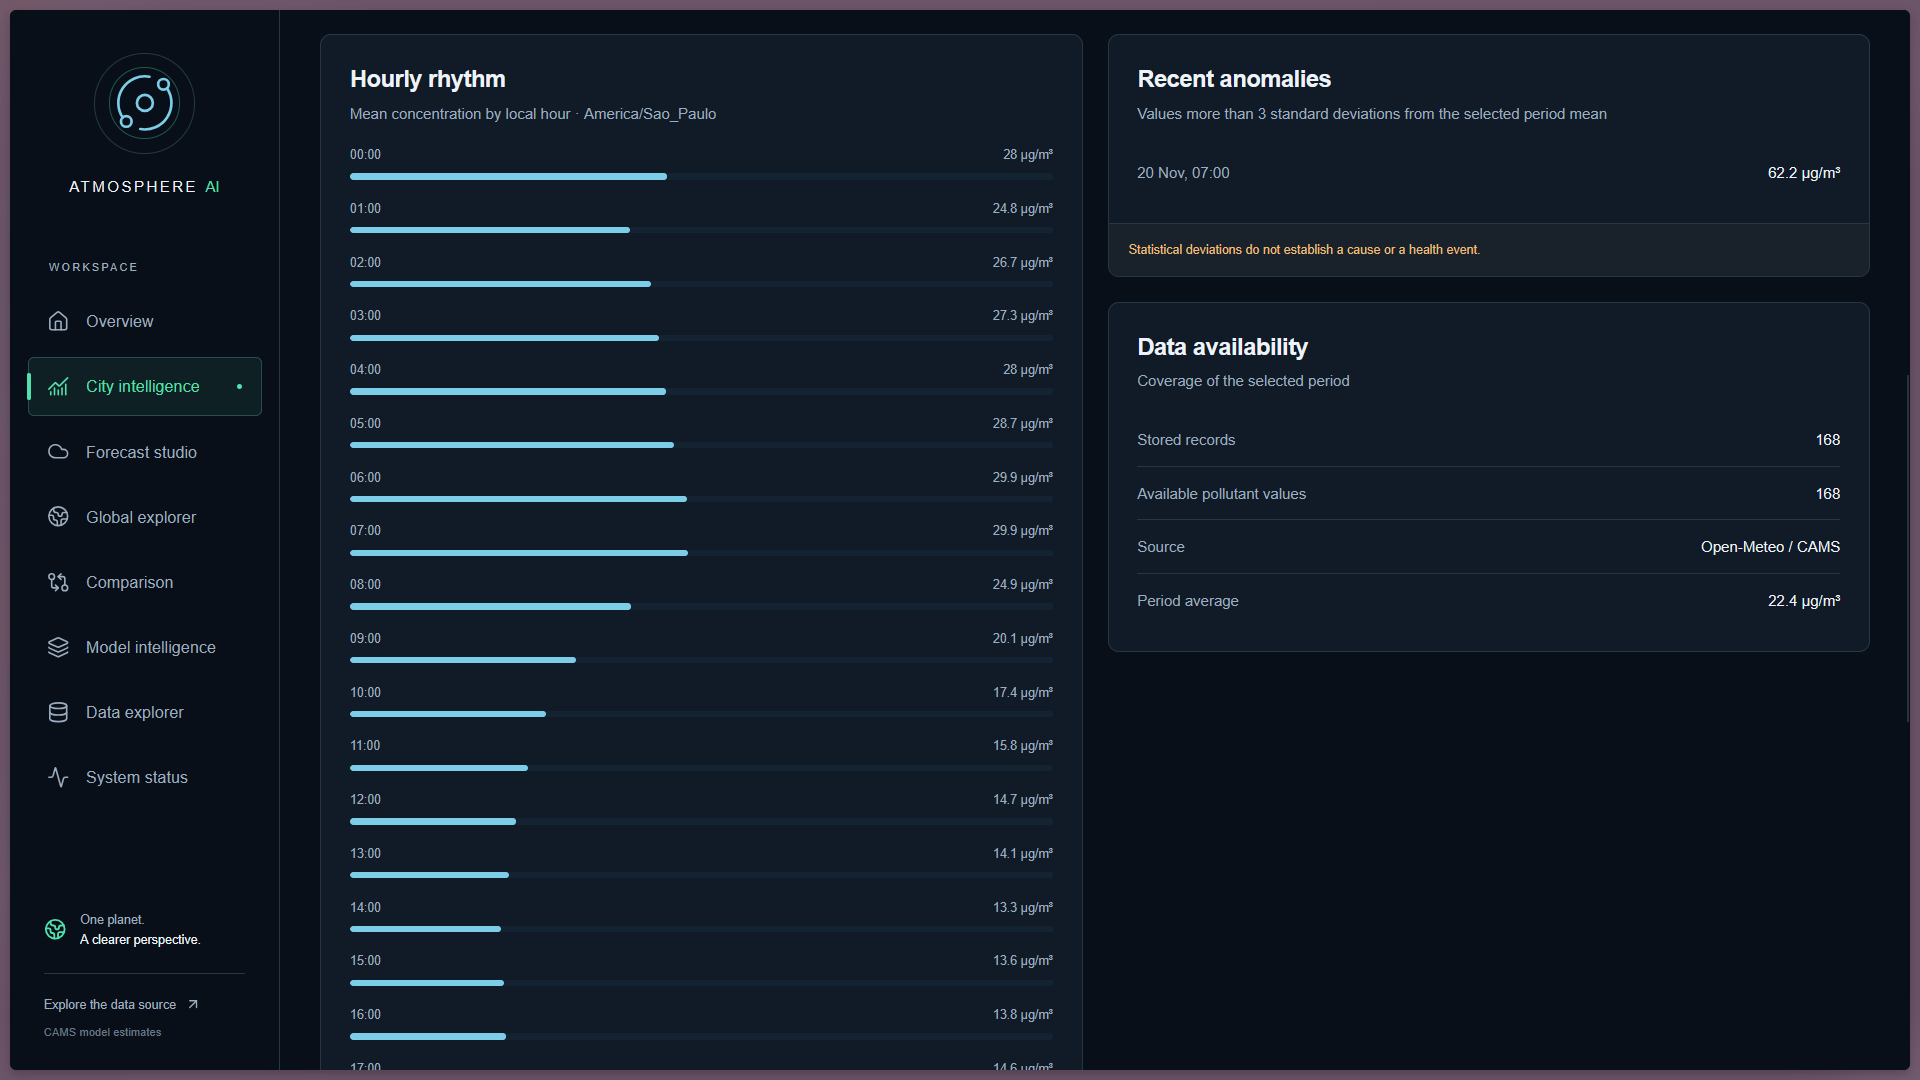 ATMOSPHERE AI
WORKSPACE
Overview
City intelligence
Forecast studio
Global explorer
Comparison
Model intelligence
Data explorer
System status
One planet.
A clearer perspective.
Explore the data source
CAMS model estimates
Hourly rhythm
Mean concentration by local hour · America/Sao_Paulo
00:00 28 µg/m³
01:00 24.8 µg/m³
02:00 26.7 µg/m³
03:00 27.3 µg/m³
04:00 28 µg/m³
05:00 28.7 µg/m³
06:00 29.9 µg/m³
07:00 29.9 µg/m³
08:00 24.9 µg/m³
09:00 20.1 µg/m³
10:00 17.4 µg/m³
11:00 15.8 µg/m³
12:00 14.7 µg/m³
13:00 14.1 µg/m³
14:00 13.3 µg/m³
15:00 13.6 µg/m³
16:00 13.8 µg/m³
17:00 14.6 µg/m³
Recent anomalies
Values more than 3 standard deviations from the selected period mean
20 Nov, 07:00 62.2 µg/m³
Statistical deviations do not establish a cause or a health event.
Data availability
Coverage of the selected period
Stored records 168
Available pollutant values 168
Source Open-Meteo / CAMS
Period average 22.4 µg/m³